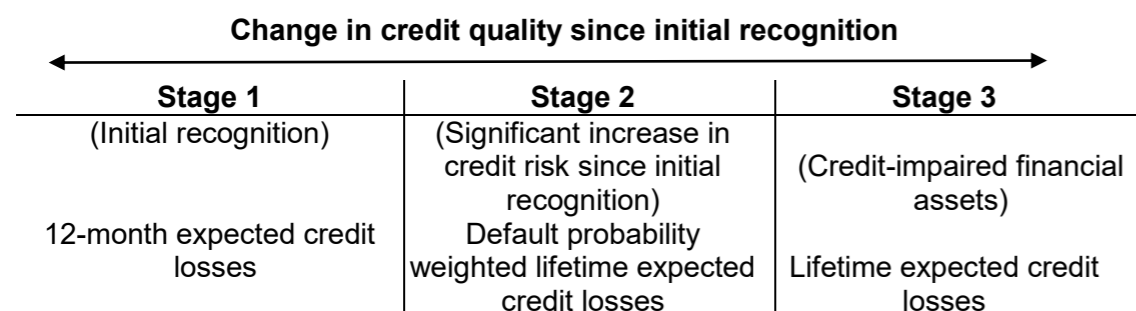 Change in credit quality since initial recognition
Stage 1
Stage 2
Stage 3
(Initial recognition)
(Significant increase in
credit risk since initial
recognition)
(Credit-impaired financial
assets)
12-month expected credit
losses
Default probability
weighted lifetime expected
credit losses
Lifetime expected credit
losses